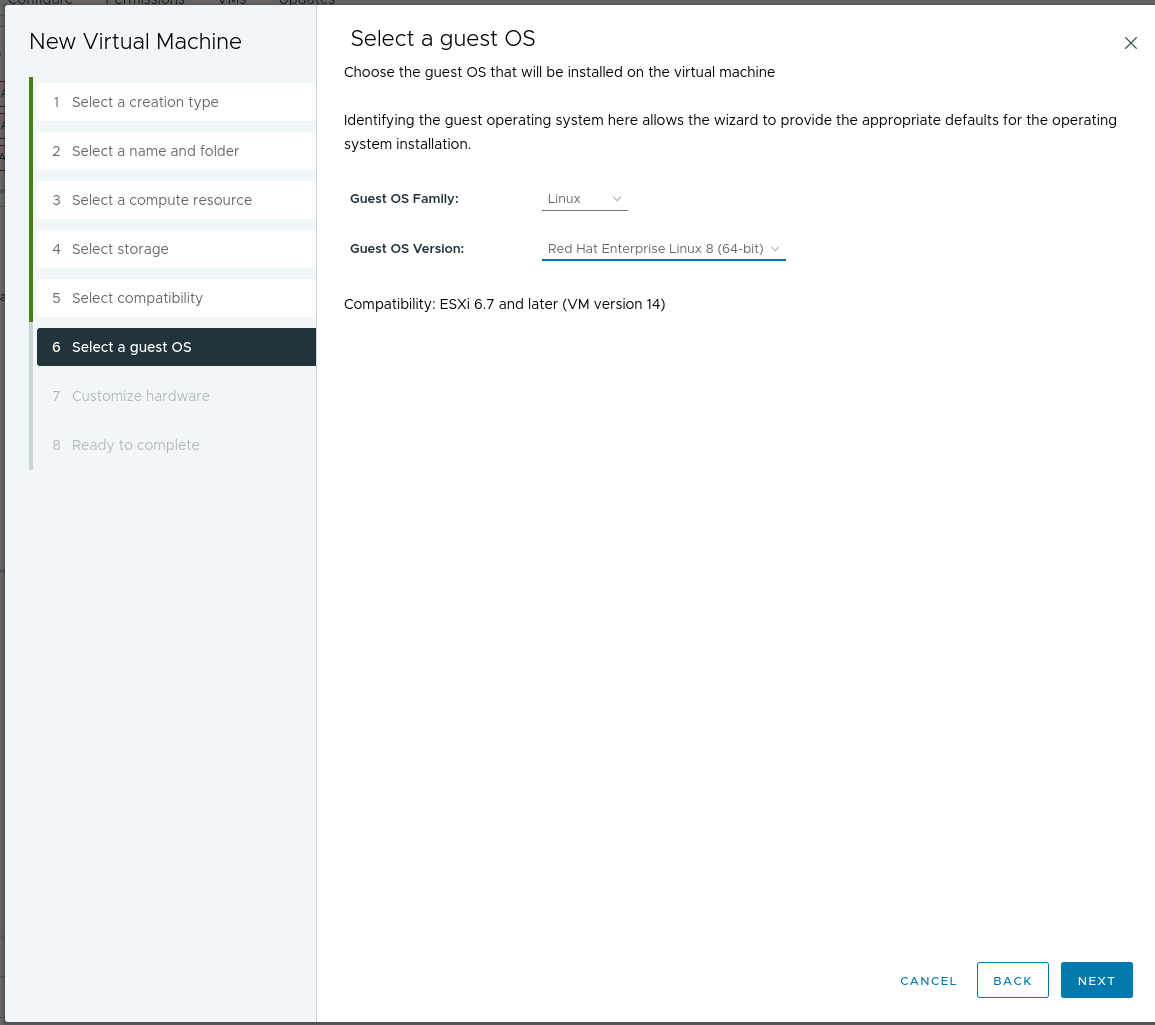 Configure Permissions VMs Updates
New Virtual Machine
1 Select a creation type
2 Select a name and folder
3 Select a compute resource
4 Select storage
5 Select compatibility
6 Select a guest OS
7 Customize hardware
8 Ready to complete
Select a guest OS
Choose the guest OS that will be installed on the virtual machine
Identifying the guest operating system here allows the wizard to provide the appropriate defaults for the operating
system installation.
Guest OS Family: Linux
Guest OS Version: Red Hat Enterprise Linux 8 (64-bit)
Compatibility: ESXi 6.7 and later (VM version 14)
CANCEL BACK NEXT